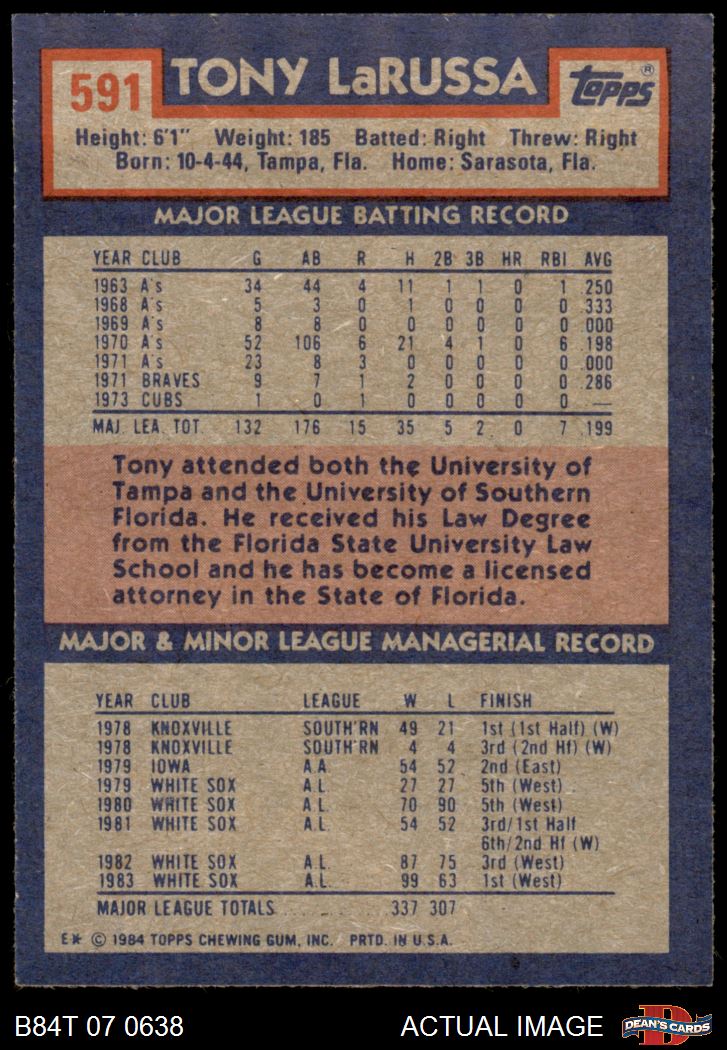 591 TONY LaRUSSA Topps®
Height: 6'1" Weight: 185 Batted: Right Threw: Right
Born: 10-4-44, Tampa, Fla. Home: Sarasota, Fla.
MAJOR LEAGUE BATTING RECORD
YEAR CLUB G AB R H 2B 3B HR RBI AVG
1963 A's 34 44 4 11 1 1 0 1 .250
1968 A's 5 3 0 1 0 0 0 0 .333
1969 A's 8 8 0 0 0 0 0 0 .000
1970 A's 52 106 6 21 4 1 0 6 .198
1971 A's 23 8 3 0 0 0 0 0 .000
1971 BRAVES 9 7 1 2 0 0 0 0 .286
1973 CUBS 1 0 1 0 0 0 0 0 —
MAJ. LEA. TOT. 132 176 15 35 5 2 0 7 .199
Tony attended both the University of
Tampa and the University of Southern
Florida. He received his Law Degree
from the Florida State University Law
School and he has become a licensed
attorney in the State of Florida.
MAJOR & MINOR LEAGUE MANAGERIAL RECORD
YEAR CLUB LEAGUE W L FINISH
1978 KNOXVILLE SOUTH'RN 49 21 1st (1st Half) (W)
1978 KNOXVILLE SOUTH'RN 4 4 3rd (2nd Hf) (W)
1979 IOWA A.A. 54 52 2nd (East)
1979 WHITE SOX A.L. 27 27 5th (West)
1980 WHITE SOX A.L. 70 90 5th (West)
1981 WHITE SOX A.L. 54 52 3rd/1st Half
6th/2nd Hf (W)
1982 WHITE SOX A.L. 87 75 3rd (West)
1983 WHITE SOX A.L. 99 63 1st (West)
MAJOR LEAGUE TOTALS 337 307
E* © 1984 TOPPS CHEWING GUM, INC. PRTD. IN U.S.A.
B84T 07 0638 ACTUAL IMAGE D DEAN'S CARDS